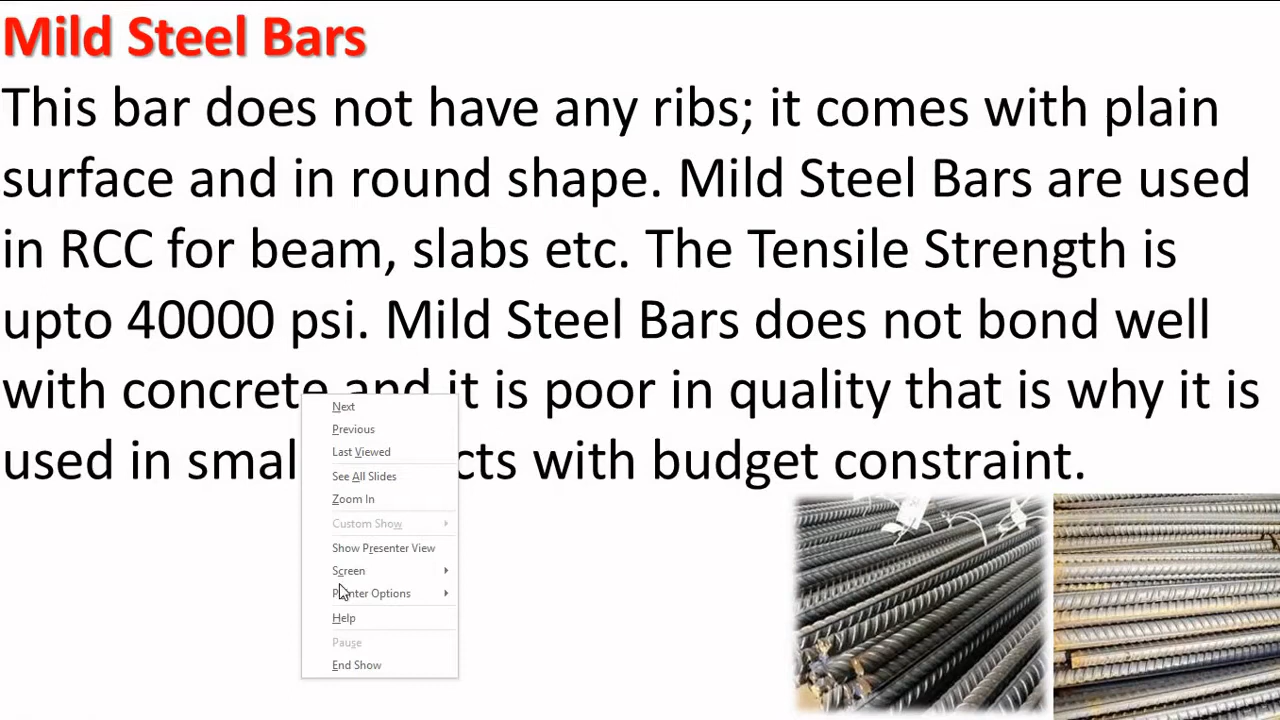 Mild Steel Bars
This bar does not have any ribs; it comes with plain
surface and in round shape. Mild Steel Bars are used
in RCC for beam, slabs etc. The Tensile Strength is
upto 40000 psi. Mild Steel Bars does not bond well
with concrete and it is poor in quality that is why it is
used in smal cts with budget constraint.
Next
Previous
Last Viewed
See All Slides
Zoom In
Custom Show
Show Presenter View
Screen
Pointer Options
Help
Pause
End Show